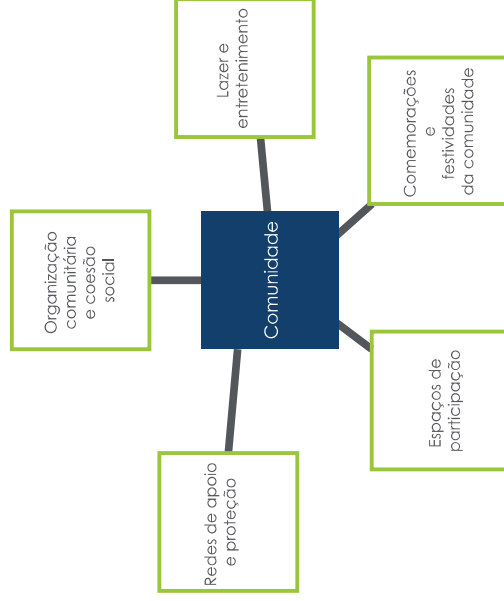 Organização
comunitária
e coesão
social
Lazer e
entretenimento
Comemorações
e
festividades
da comunidade
Espaços de
participação
Redes de apoio
e proteção
Comunidade